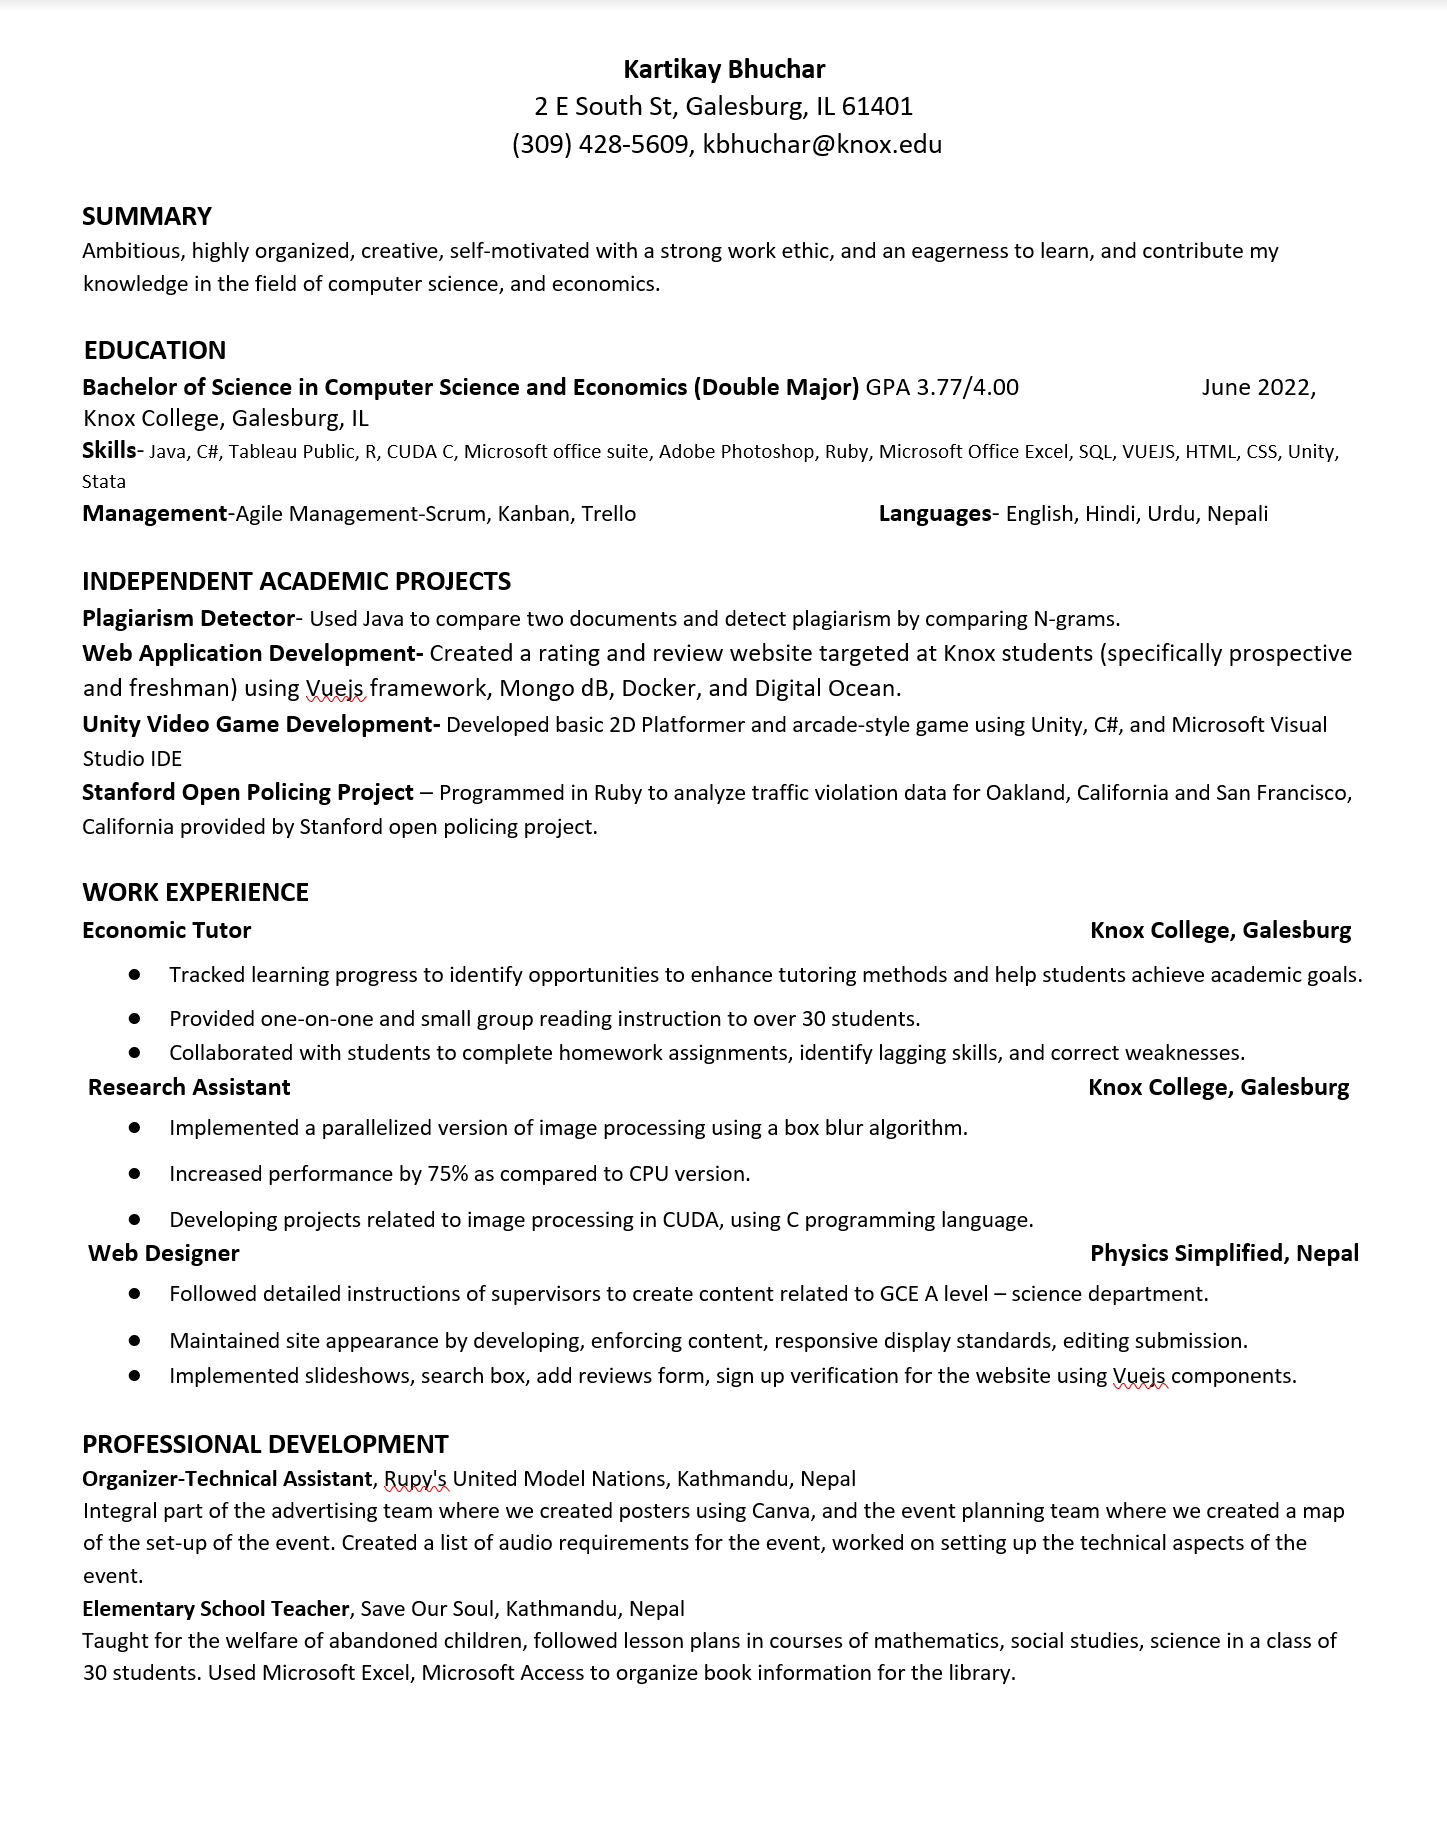 Kartikay Bhuchar
2 E South St, Galesburg, IL 61401
(309) 428-5609, kbhuchar@knox.edu
SUMMARY
Ambitious, highly organized, creative, self-motivated with a strong work ethic, and an eagerness to learn, and contribute my
knowledge in the field of computer science, and economics.
EDUCATION
Bachelor of Science in Computer Science and Economics (Double Major) GPA 3.77/4.00 June 2022,
Knox College, Galesburg, IL
Skills- Java, C#, Tableau Public, R, CUDA C, Microsoft office suite, Adobe Photoshop, Ruby, Microsoft Office Excel, SQL, VUEJS, HTML, CSS, Unity,
Stata
Management-Agile Management-Scrum, Kanban, Trello Languages- English, Hindi, Urdu, Nepali
INDEPENDENT ACADEMIC PROJECTS
Plagiarism Detector- Used Java to compare two documents and detect plagiarism by comparing N-grams.
Web Application Development- Created a rating and review website targeted at Knox students (specifically prospective
and freshman) using Vuejs framework, Mongo dB, Docker, and Digital Ocean.
Unity Video Game Development- Developed basic 2D Platformer and arcade-style game using Unity, C#, and Microsoft Visual
Studio IDE
Stanford Open Policing Project – Programmed in Ruby to analyze traffic violation data for Oakland, California and San Francisco,
California provided by Stanford open policing project.
WORK EXPERIENCE
Economic Tutor Knox College, Galesburg
● Tracked learning progress to identify opportunities to enhance tutoring methods and help students achieve academic goals.
● Provided one-on-one and small group reading instruction to over 30 students.
● Collaborated with students to complete homework assignments, identify lagging skills, and correct weaknesses.
Research Assistant Knox College, Galesburg
● Implemented a parallelized version of image processing using a box blur algorithm.
● Increased performance by 75% as compared to CPU version.
● Developing projects related to image processing in CUDA, using C programming language.
Web Designer Physics Simplified, Nepal
● Followed detailed instructions of supervisors to create content related to GCE A level – science department.
● Maintained site appearance by developing, enforcing content, responsive display standards, editing submission.
● Implemented slideshows, search box, add reviews form, sign up verification for the website using Vuejs components.
PROFESSIONAL DEVELOPMENT
Organizer-Technical Assistant, Rupy's United Model Nations, Kathmandu, Nepal
Integral part of the advertising team where we created posters using Canva, and the event planning team where we created a map
of the set-up of the event. Created a list of audio requirements for the event, worked on setting up the technical aspects of the
event.
Elementary School Teacher, Save Our Soul, Kathmandu, Nepal
Taught for the welfare of abandoned children, followed lesson plans in courses of mathematics, social studies, science in a class of
30 students. Used Microsoft Excel, Microsoft Access to organize book information for the library.